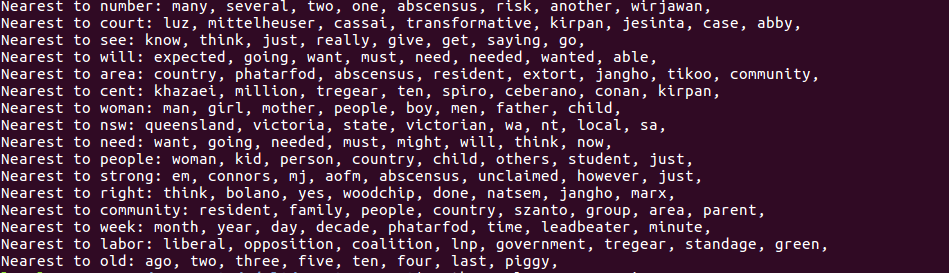 Nearest to number: many, several, two, one, abscensus, risk, another, wirjawan,
Nearest to court: luz, mittelheuser, cassai, transformative, kirpan, jesinta, case, abby,
Nearest to see: know, think, just, really, give, get, saying, go,
Nearest to will: expected, going, want, must, need, needed, wanted, able,
Nearest to area: country, phatarfod, abscensus, resident, extort, jangho, tikoo, community,
Nearest to cent: khazaei, million, tregear, ten, spiro, ceberano, conan, kirpan,
Nearest to woman: man, girl, mother, people, boy, men, father, child,
Nearest to nsw: queensland, victoria, state, victorian, wa, nt, local, sa,
Nearest to need: want, going, needed, must, might, will, think, now,
Nearest to people: woman, kid, person, country, child, others, student, just,
Nearest to strong: em, connors, mj, aofm, abscensus, unclaimed, however, just,
Nearest to right: think, bolano, yes, woodchip, done, natsem, jangho, marx,
Nearest to community: resident, family, people, country, szanto, group, area, parent,
Nearest to week: month, year, day, decade, phatarfod, time, leadbeater, minute,
Nearest to labor: liberal, opposition, coalition, lnp, government, tregear, standage, green,
Nearest to old: ago, two, three, five, ten, four, last, piggy,